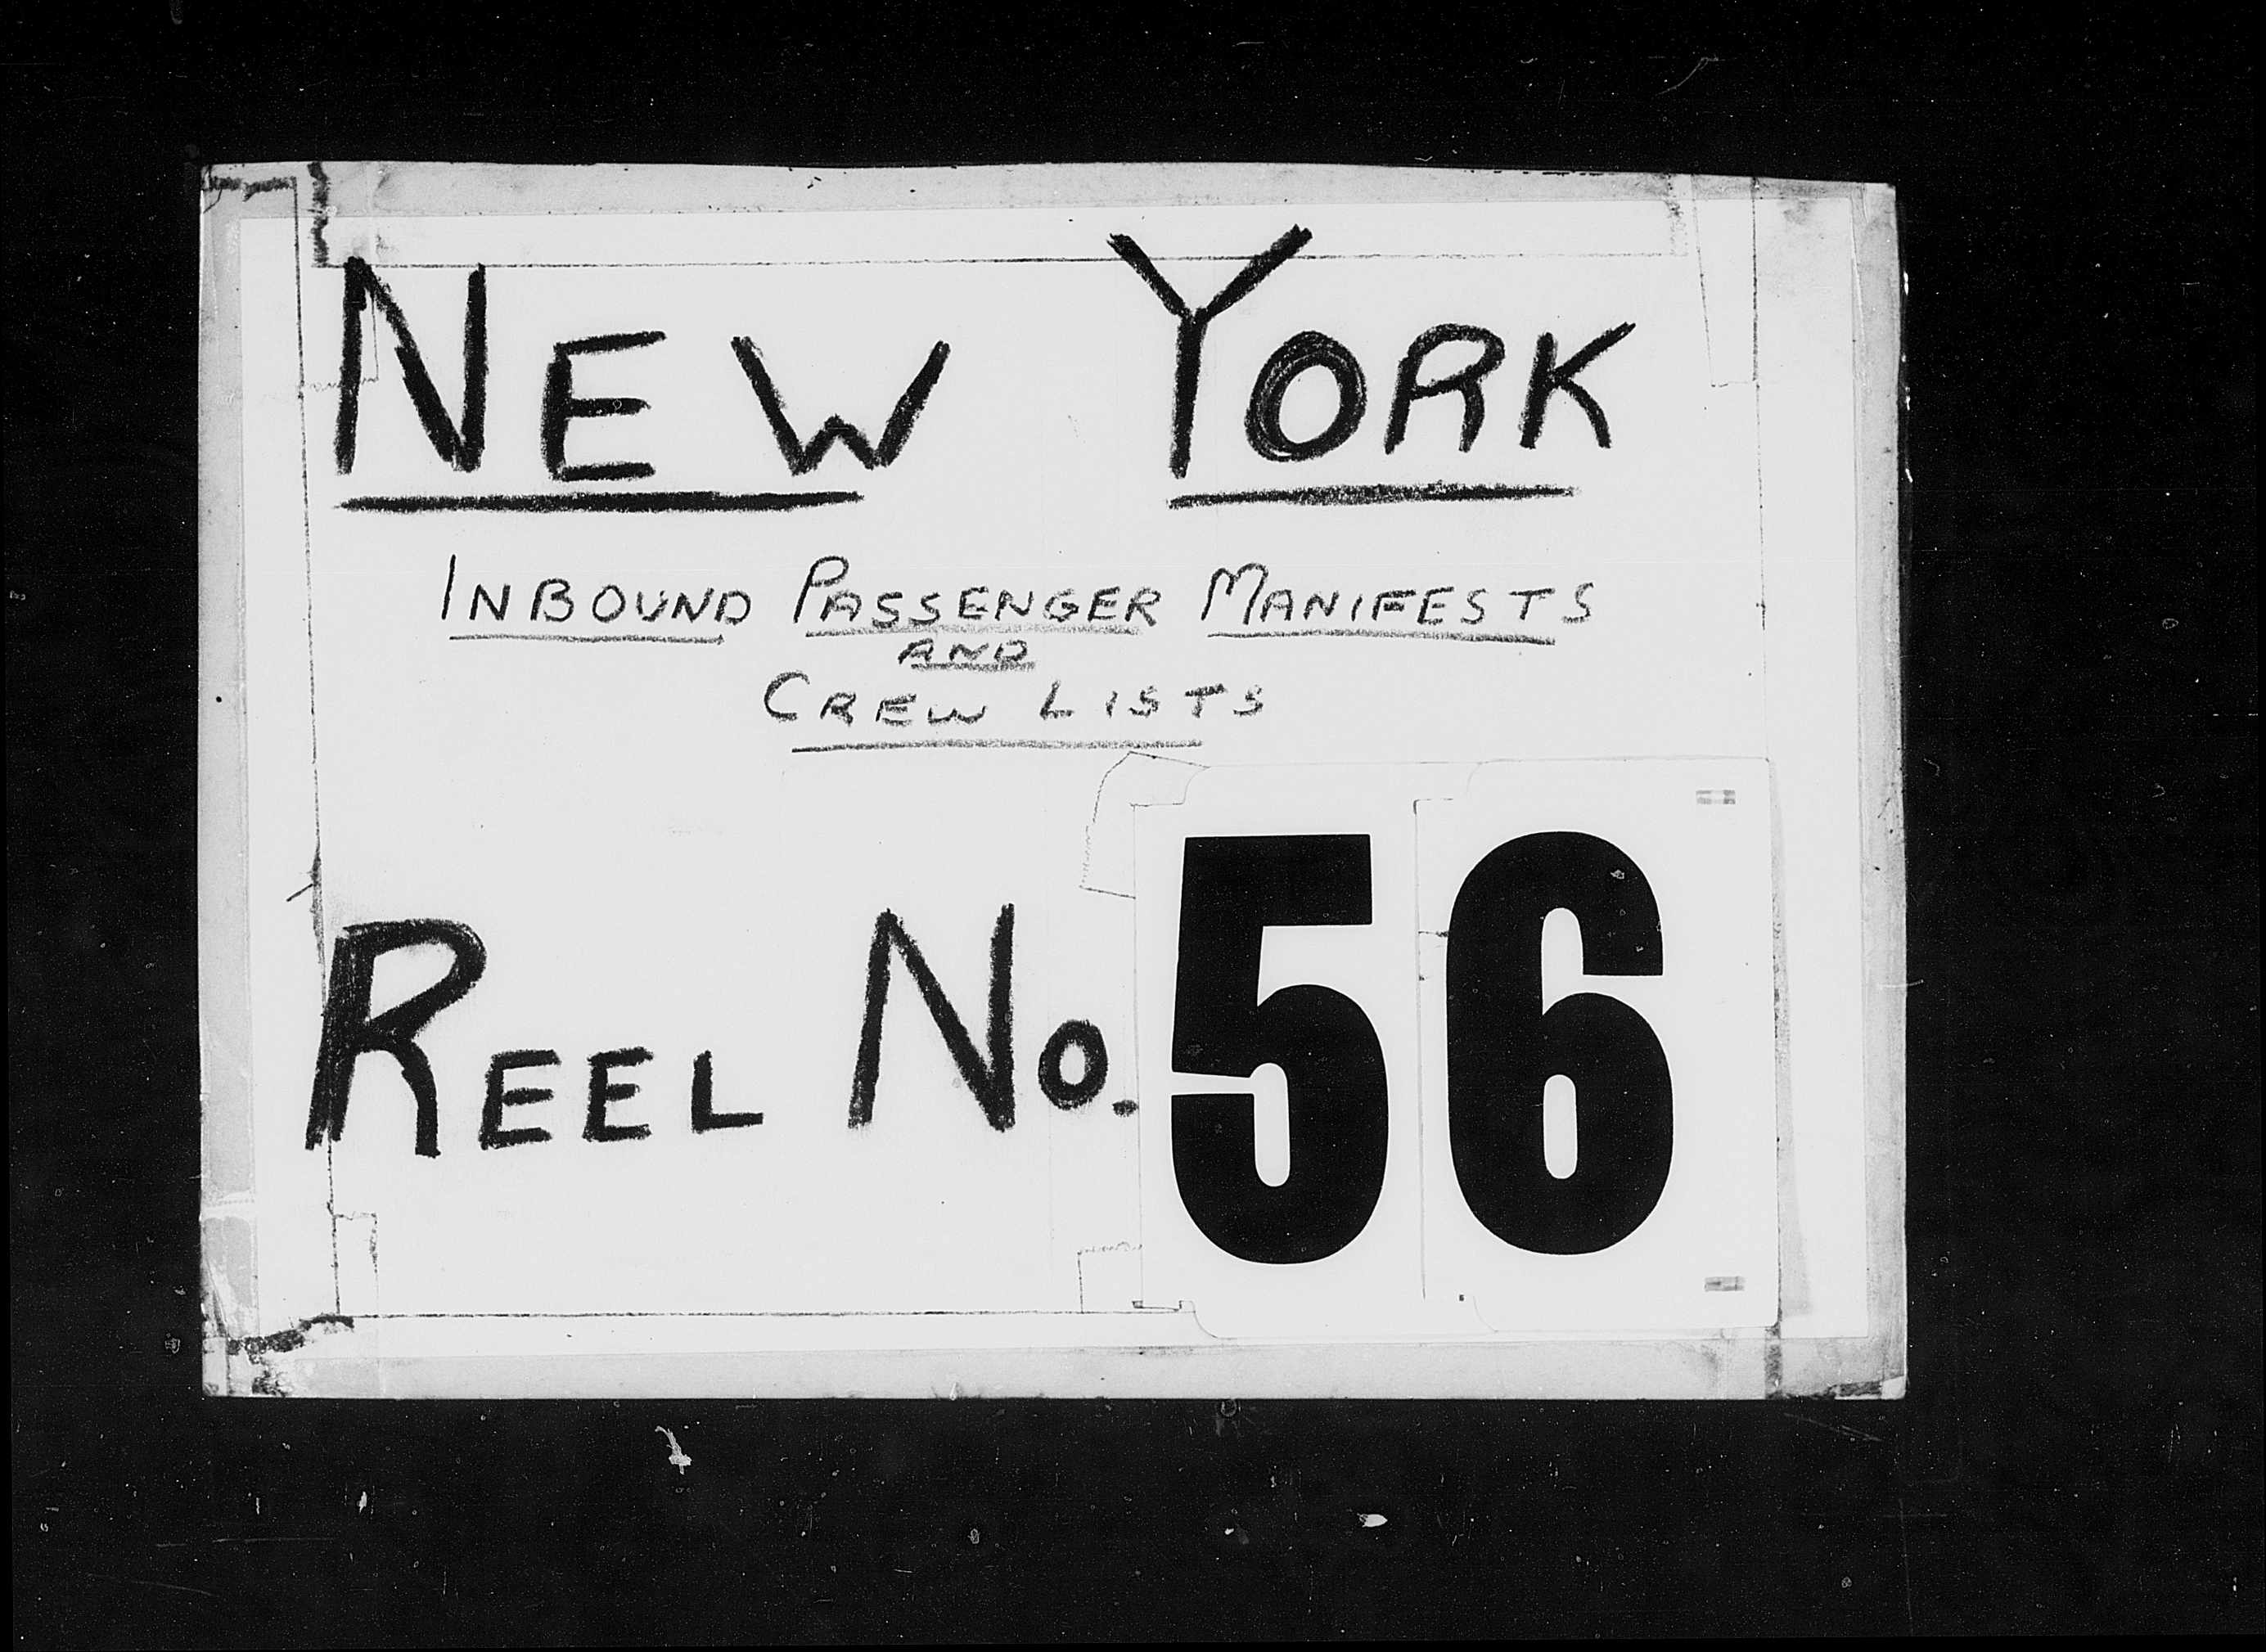 NEW YORK
INBOUND PASSENGER MANIFESTS
AND
CREW LISTS
REEL No. 56